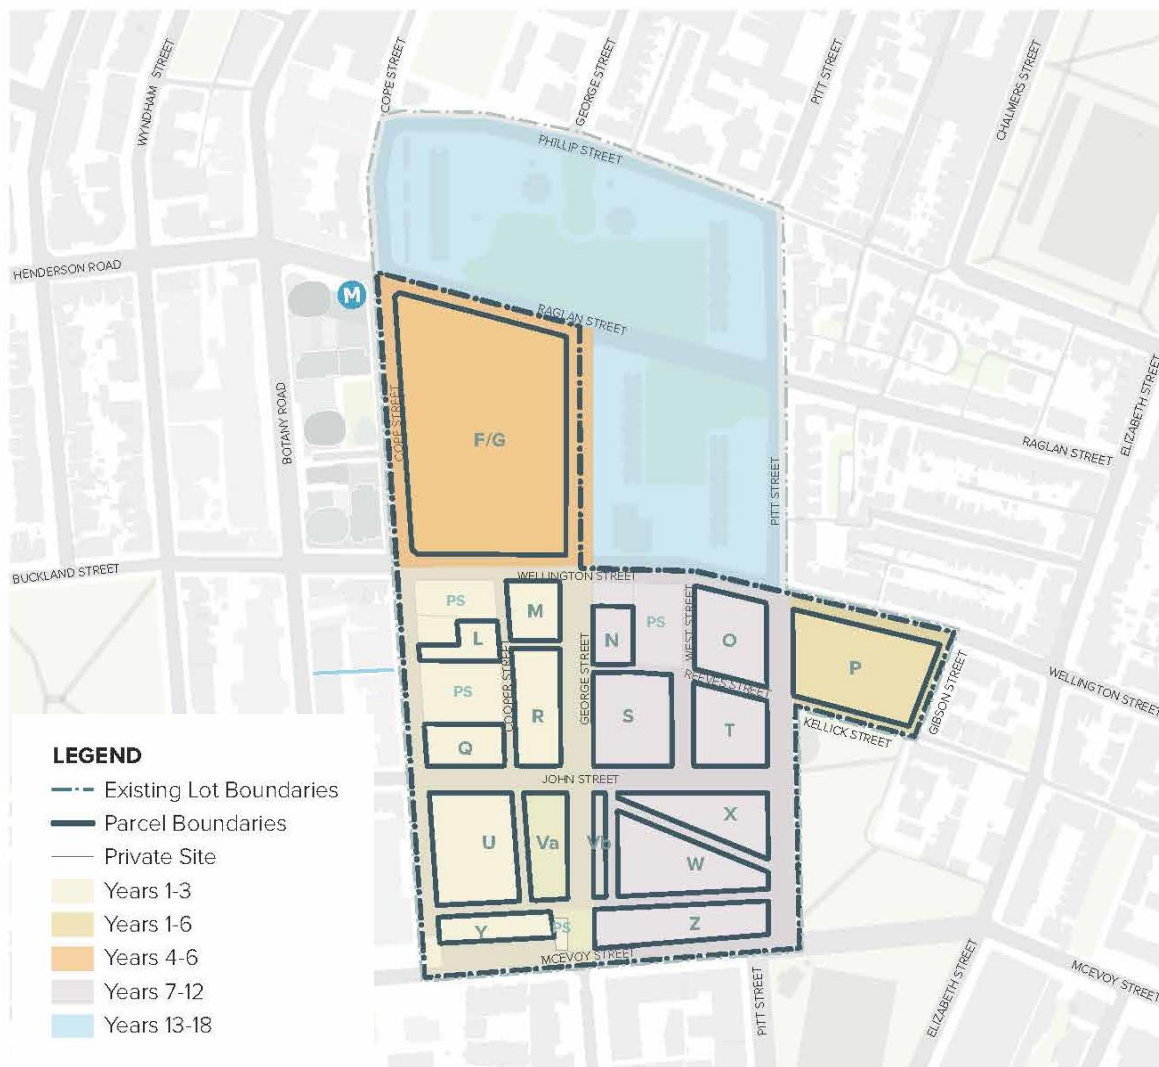 WYNDHAM STREET
COPE STREET
GEORGE STREET
PITT STREET
CHALMERS STREET
PHILLIP STREET
HENDERSON ROAD
M
RAGLAN STREET
BOTANY ROAD
COPE STREET
F/G
PITT STREET
RAGLAN STREET
ELIZABETH STREET
BUCKLAND STREET
WELLINGTON STREET
PS
M
L
COOPER STREET
GEORGE STREET
N
PS
WEST STREET
O
P
REEVES STREET
WELLINGTON STREET
GIBSON STREET
KELLICK STREET
PS
R
S
T
Q
JOHN STREET
U
Va
Vb
X
W
Y
PS
Z
MCEVOY STREET
PITT STREET
ELIZABETH STREET
MCEVOY STREET
LEGEND
Existing Lot Boundaries
Parcel Boundaries
Private Site
Years 1-3
Years 1-6
Years 4-6
Years 7-12
Years 13-18